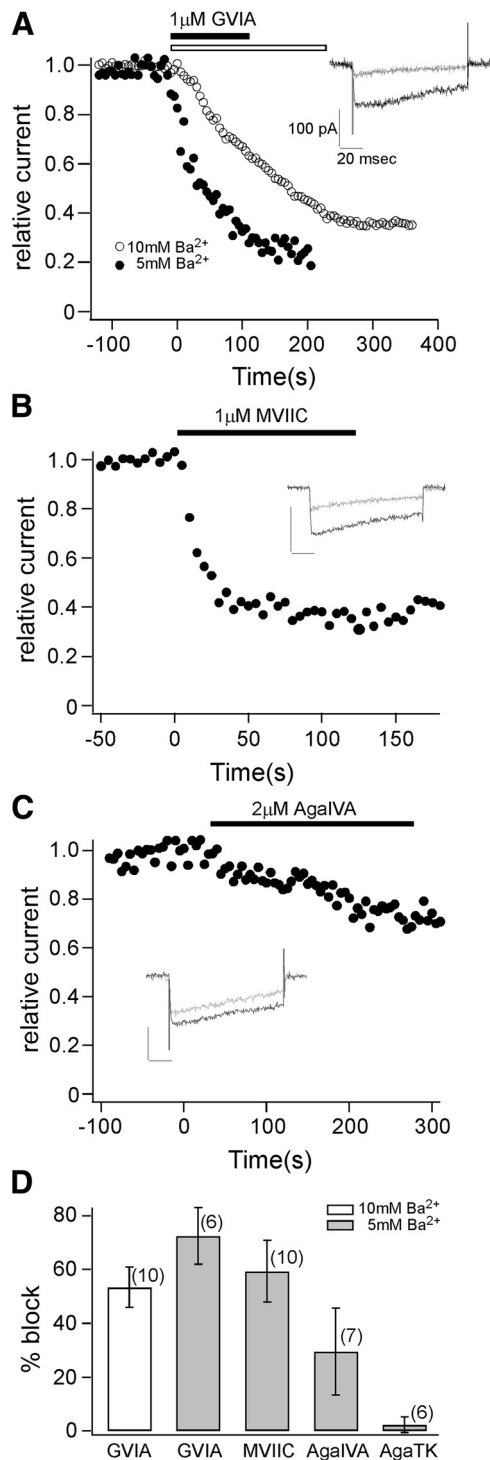 A
1μM GVIA
1.0
0.8
0.6
0.4
0.2
0
relative current
100 pA
20 msec
10mM Ba2+
5mM Ba2+
-100 0 100 200 300 400
Time(s)
B
1μM MVIIC
1.0
0.8
0.6
0.4
0.2
0
relative current
-50 0 50 100 150
Time(s)
C
2μM AgaIVA
1.0
0.8
0.6
0.4
0.2
0
relative current
-100 0 100 200 300
Time(s)
D
10mM Ba2+
5mM Ba2+
80
60
40
20
0
% block
(10) (6) (10) (7) (6)
GVIA GVIA MVIIC AgaIVA AgaTK